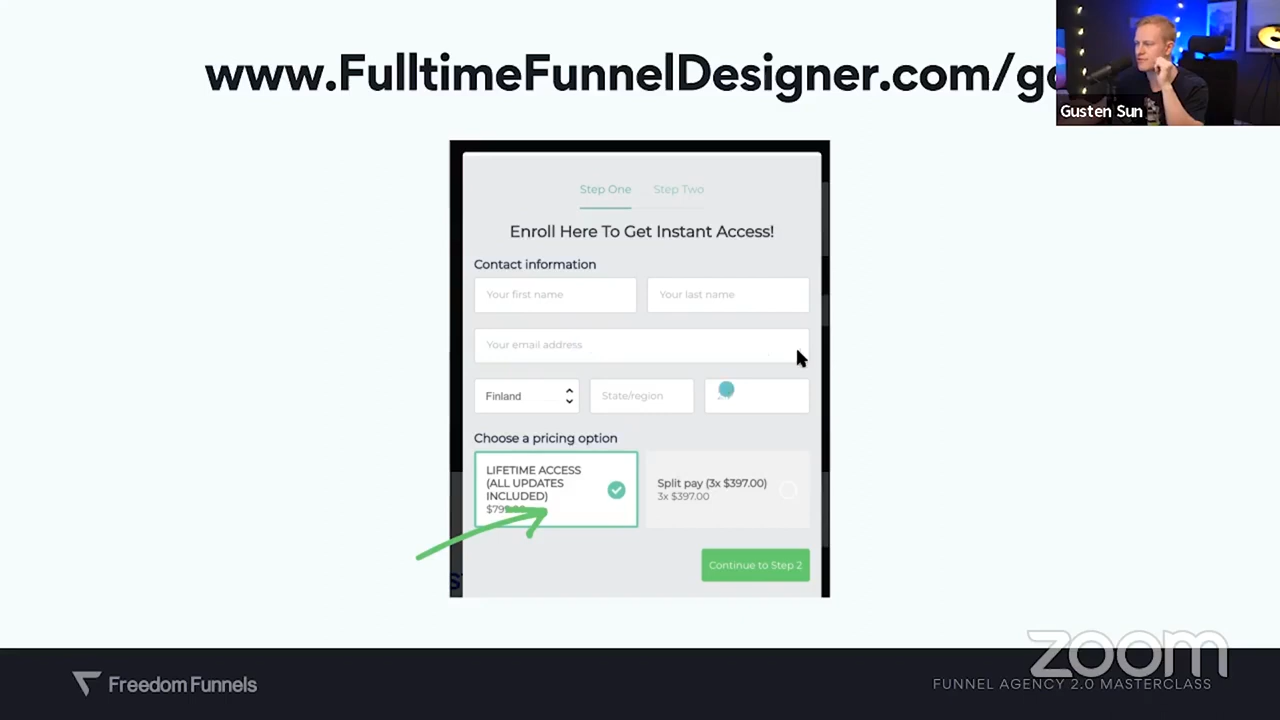 www.FulltimeFunnelDesigner.com/go
Gusten Sun
Step One
Step Two
Enroll Here To Get Instant Access!
Contact information
Your first name
Your last name
Your email address
Finland
State/region
Choose a pricing option
LIFETIME ACCESS
(ALL UPDATES
INCLUDED)
Split pay (3x $397.00)
3x $397.00
Continue to Step 2
zoom
Freedom Funnels
FUNNEL AGENCY 2.0 MASTERCLASS